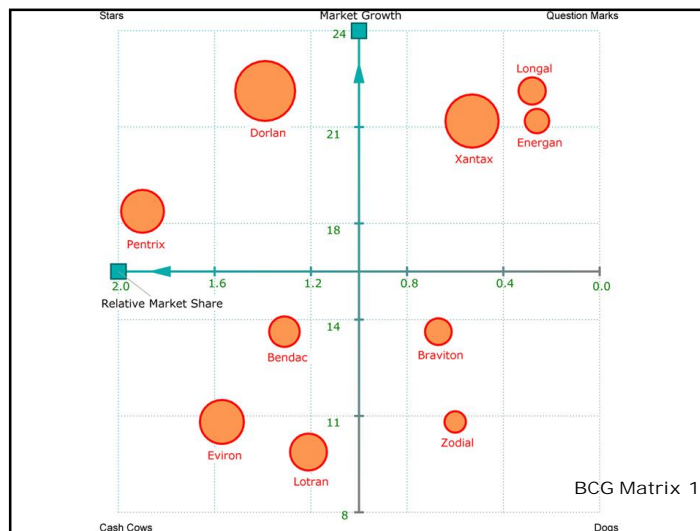 Stars
Market Growth
Question Marks
24
Longal
Dorlan
21
Energan
Xantax
18
Pentrix
2.0
1.6
1.2
0.8
0.4
0.0
Relative Market Share
14
Bendac
Braviton
11
Eviron
Zodial
Lotran
BCG Matrix 1
8
Cash Cows
Dogs